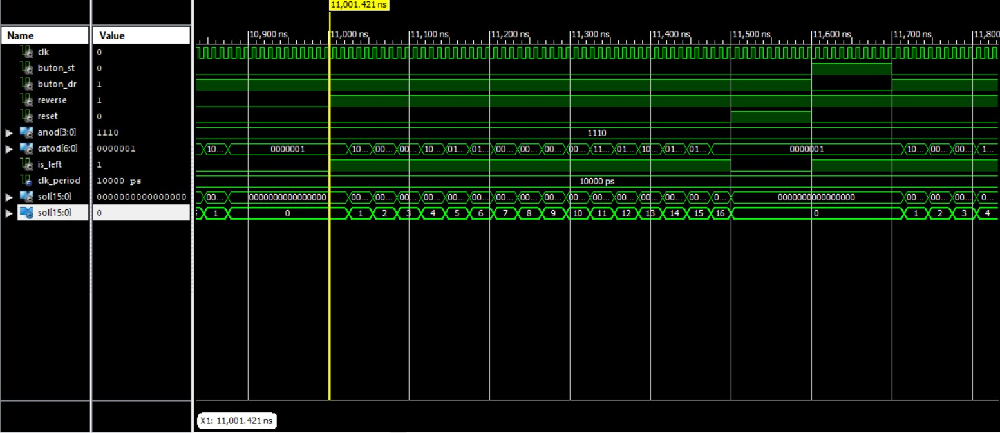 11,001.421 ns
Name Value
10,900 ns 11,000 ns 11,100 ns 11,200 ns 11,300 ns 11,400 ns 11,500 ns 11,600 ns 11,700 ns 11,800
clk 0
buton_st 0
buton_dr 1
reverse 1
reset 0
anod[3:0] 1110 1110
catod[6:0] 0000001 10... 0000001 10... 00... 00... 10... 01... 01... 00... 00... 00... 00... 11... 01... 10... 01... 01... 0000001 10... 00... 00... 1...
is_left 1
clk_period 10000 ps 10000 ps
sol[15:0] 0000000000000000 00... 0000000000000000 00... 00... 00... 00... 00... 00... 00... 00... 00... 00... 00... 00... 00... 00... 00... 0... 0000000000000000 00... 00... 00... 0...
sol[15:0] 0 1 0 1 2 3 4 5 6 7 8 9 10 11 12 13 14 15 16 0 1 2 3 4
X1: 11,001.421 ns